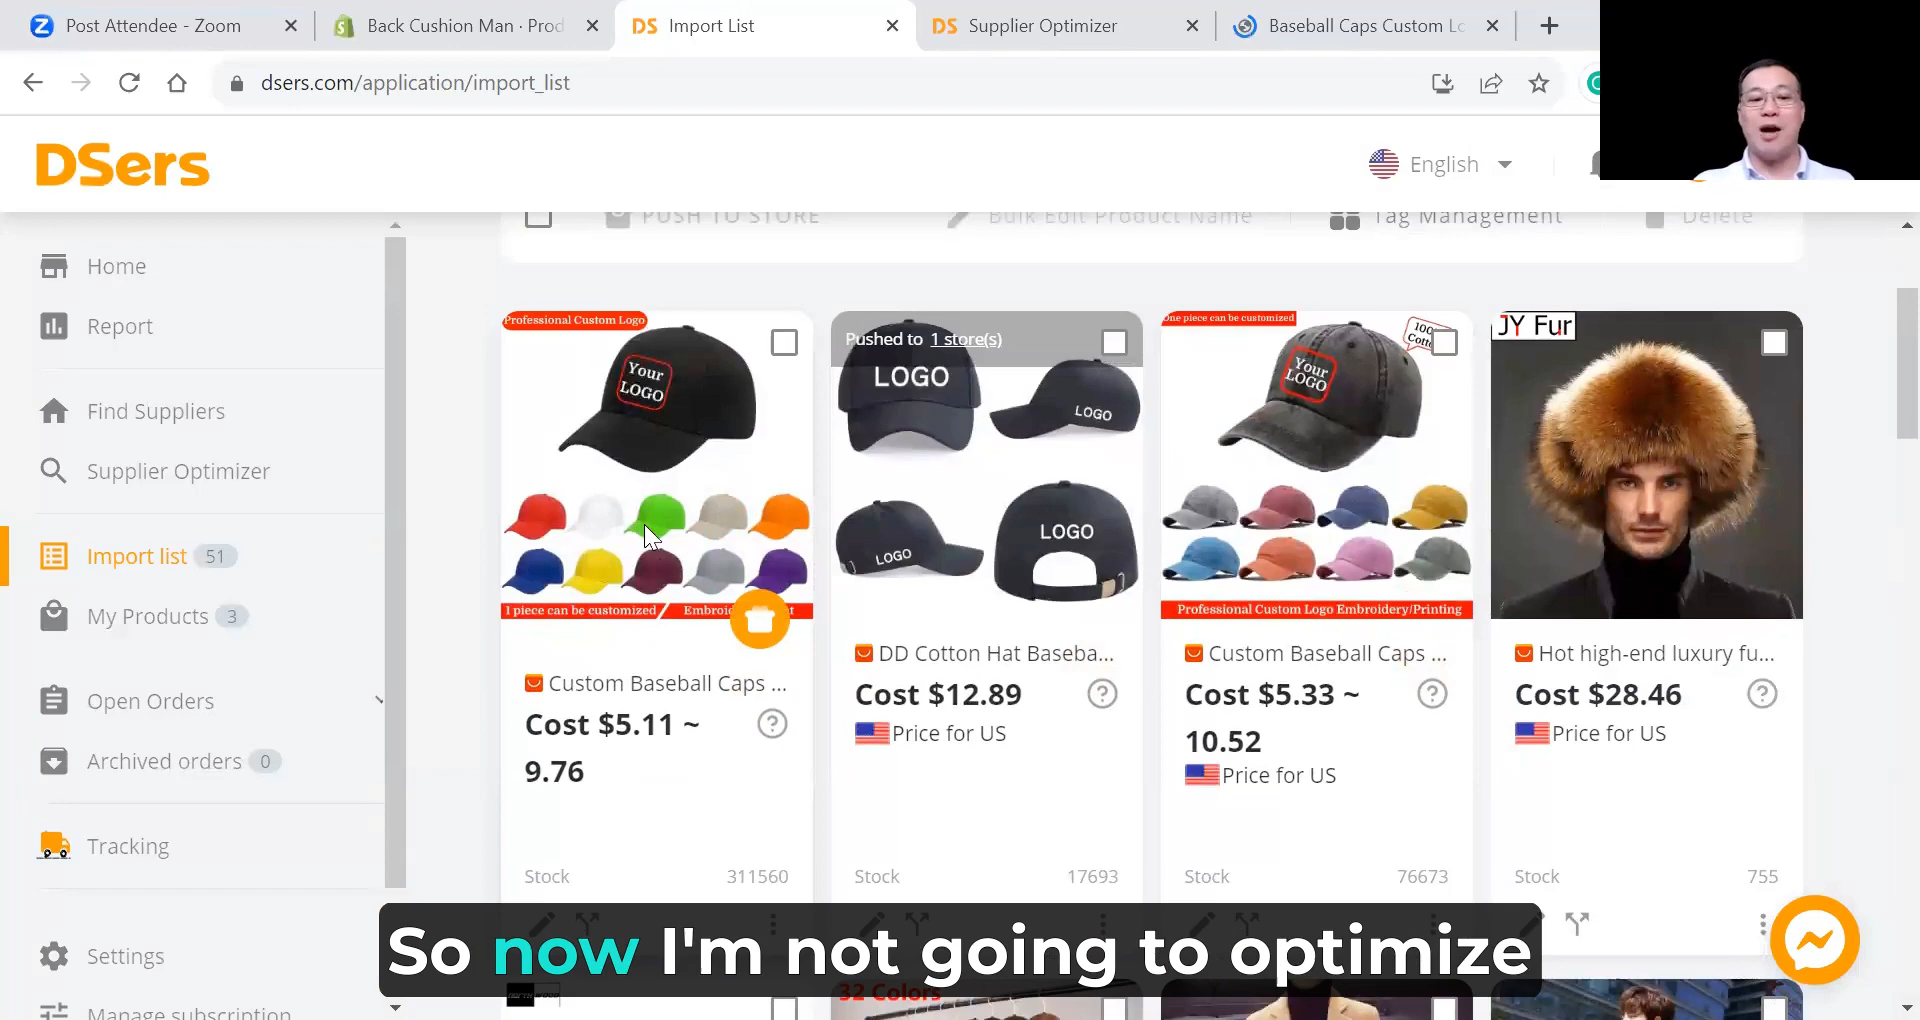 Post Attendee - Zoom
Back Cushion Man · Prod
Import List
Supplier Optimizer
Baseball Caps Custom Lo
dsers.com/application/import_list
DSers
English
PUSH TO STORE
Bulk Edit Product Name
Tag Management
Delete
Home
Report
Find Suppliers
Supplier Optimizer
Import list 51
My Products 3
Open Orders
Archived orders 0
Tracking
Settings
Manage subscription
Professional Custom Logo
Your
LOGO
1 piece can be customized
Custom Baseball Caps ...
Cost $5.11 ~
9.76
Stock 311560
Pushed to 1 store(s)
LOGO
LOGO
LOGO
LOGO
DD Cotton Hat Baseba...
Cost $12.89
Price for US
Stock 17693
One piece can be customized
100
Your
LOGO
Professional Custom Logo Embroidery/Printing
Custom Baseball Caps ...
Cost $5.33 ~
10.52
Price for US
Stock 76673
JY Fur
Hot high-end luxury fu...
Cost $28.46
Price for US
Stock 755
So now I'm not going to optimize
32 Colors